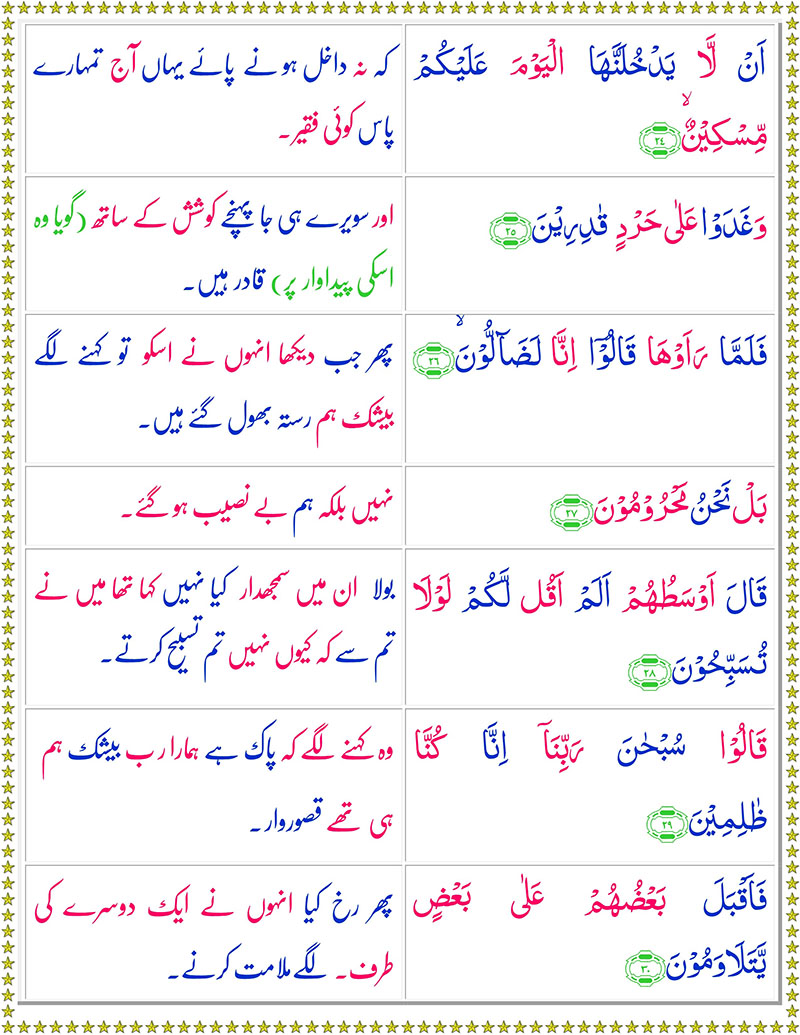 اَنْ لَّا يَدْخُلَنَّهَا الْيَوْمَ عَلَيْكُمْ
مِّسْكِيْنٌۙ ۲۴
کہ نہ داخل ہونے پائے یہاں آج تمہارے
پاس کوئی فقیر۔
وَغَدَوْا عَلٰى حَرْدٍ قٰدِرِيْنَ ۲۵
اور سویرے ہی جا پہنچے کوشش کے ساتھ (گویا وہ
اسکی پیداوار پر) قادر ہیں۔
فَلَمَّا رَاَوْهَا قَالُوْۤا اِنَّا لَضَآلُّوْنَۙ ۲۶
پھر جب دیکھا انہوں نے اسکو تو کہنے لگے
بیشک ہم رستہ بھول گئے ہیں۔
بَلْ نَحْنُ مَحْرُوْمُوْنَ ۲۷
نہیں بلکہ ہم بے نصیب ہو گئے۔
قَالَ اَوْسَطُهُمْ اَلَمْ اَقُل لَّكُمْ لَوْلَا
تُسَبِّحُوْنَ ۲۸
بولا ان میں سمجھدار کیا نہیں کہا تھا میں نے
تم سے کہ کیوں نہیں تم تسبیح کرتے۔
قَالُوْا سُبْحٰنَ رَبِّنَاۤ اِنَّا كُنَّا
ظٰلِمِيْنَ ۲۹
وہ کہنے لگے کہ پاک ہے ہمارا رب بیشک ہم
ہی تھے قصوروار۔
فَاَقْبَلَ بَعْضُهُمْ عَلٰى بَعْضٍ
يَّتَلَاوَمُوْنَ ۳۰
پھر رخ کیا انہوں نے ایک دوسرے کی
طرف۔ لگے ملامت کرنے۔